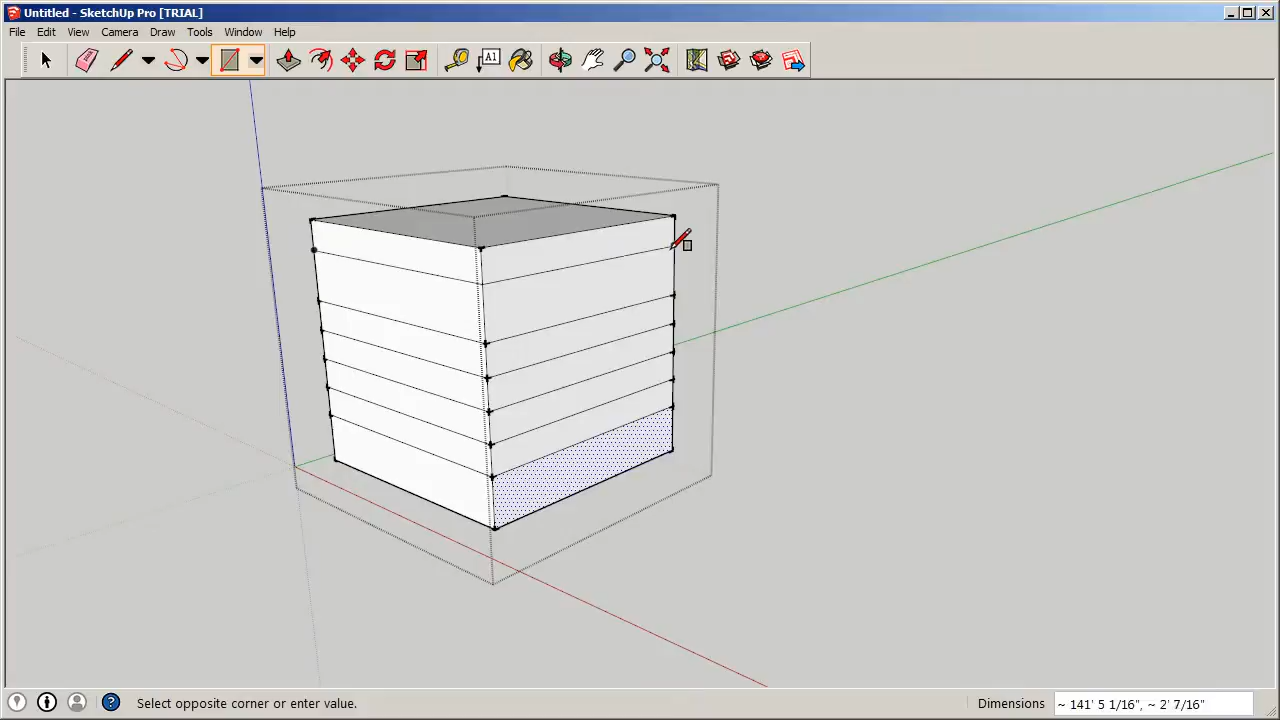 Untitled - SketchUp Pro [TRIAL]
File Edit View Camera Draw Tools Window Help
A1
Select opposite corner or enter value.
Dimensions ~ 141' 5 1/16", ~ 2' 7/16"